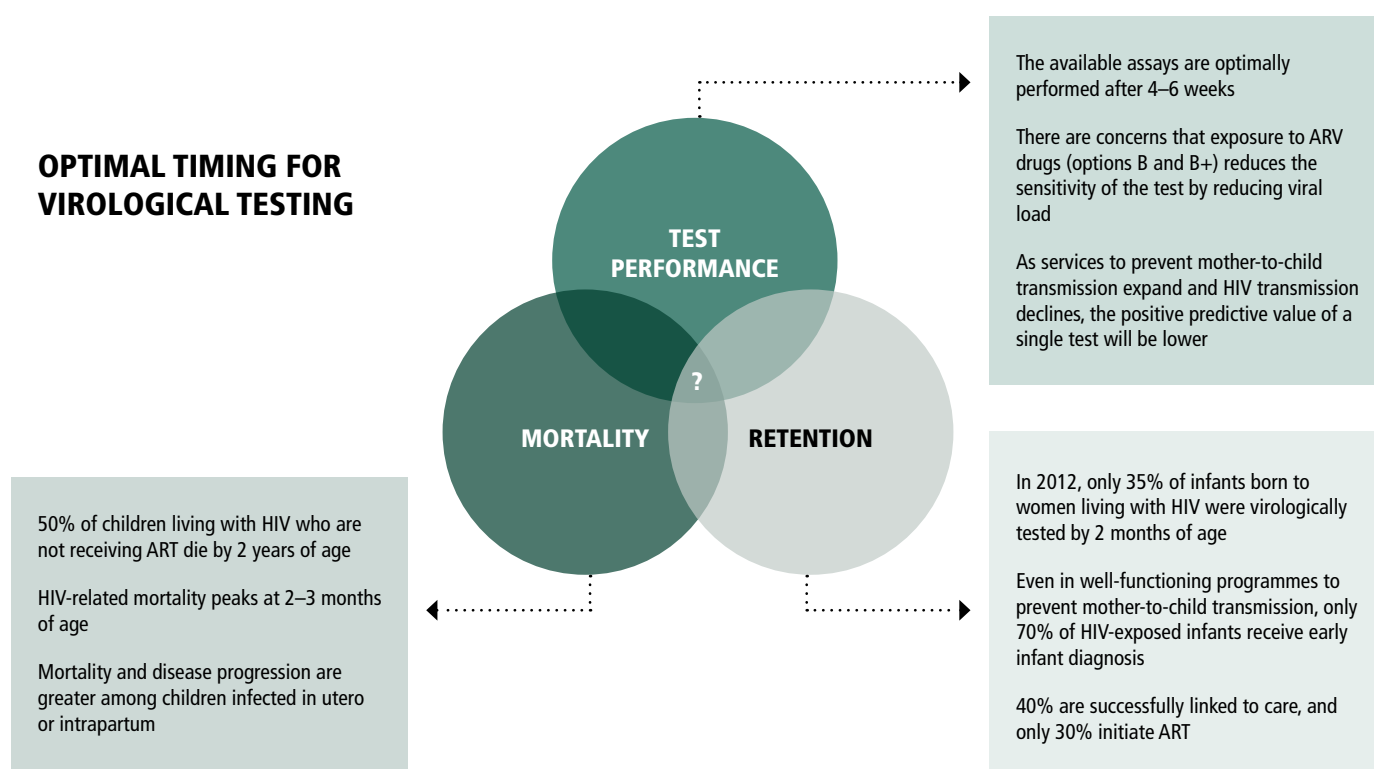 OPTIMAL TIMING FOR
VIROLOGICAL TESTING
TEST
PERFORMANCE
?
MORTALITY
RETENTION
The available assays are optimally
performed after 4–6 weeks
There are concerns that exposure to ARV
drugs (options B and B+) reduces the
sensitivity of the test by reducing viral
load
As services to prevent mother-to-child
transmission expand and HIV transmission
declines, the positive predictive value of a
single test will be lower
50% of children living with HIV who are
not receiving ART die by 2 years of age
HIV-related mortality peaks at 2–3 months
of age
Mortality and disease progression are
greater among children infected in utero
or intrapartum
In 2012, only 35% of infants born to
women living with HIV were virologically
tested by 2 months of age
Even in well-functioning programmes to
prevent mother-to-child transmission, only
70% of HIV-exposed infants receive early
infant diagnosis
40% are successfully linked to care, and
only 30% initiate ART